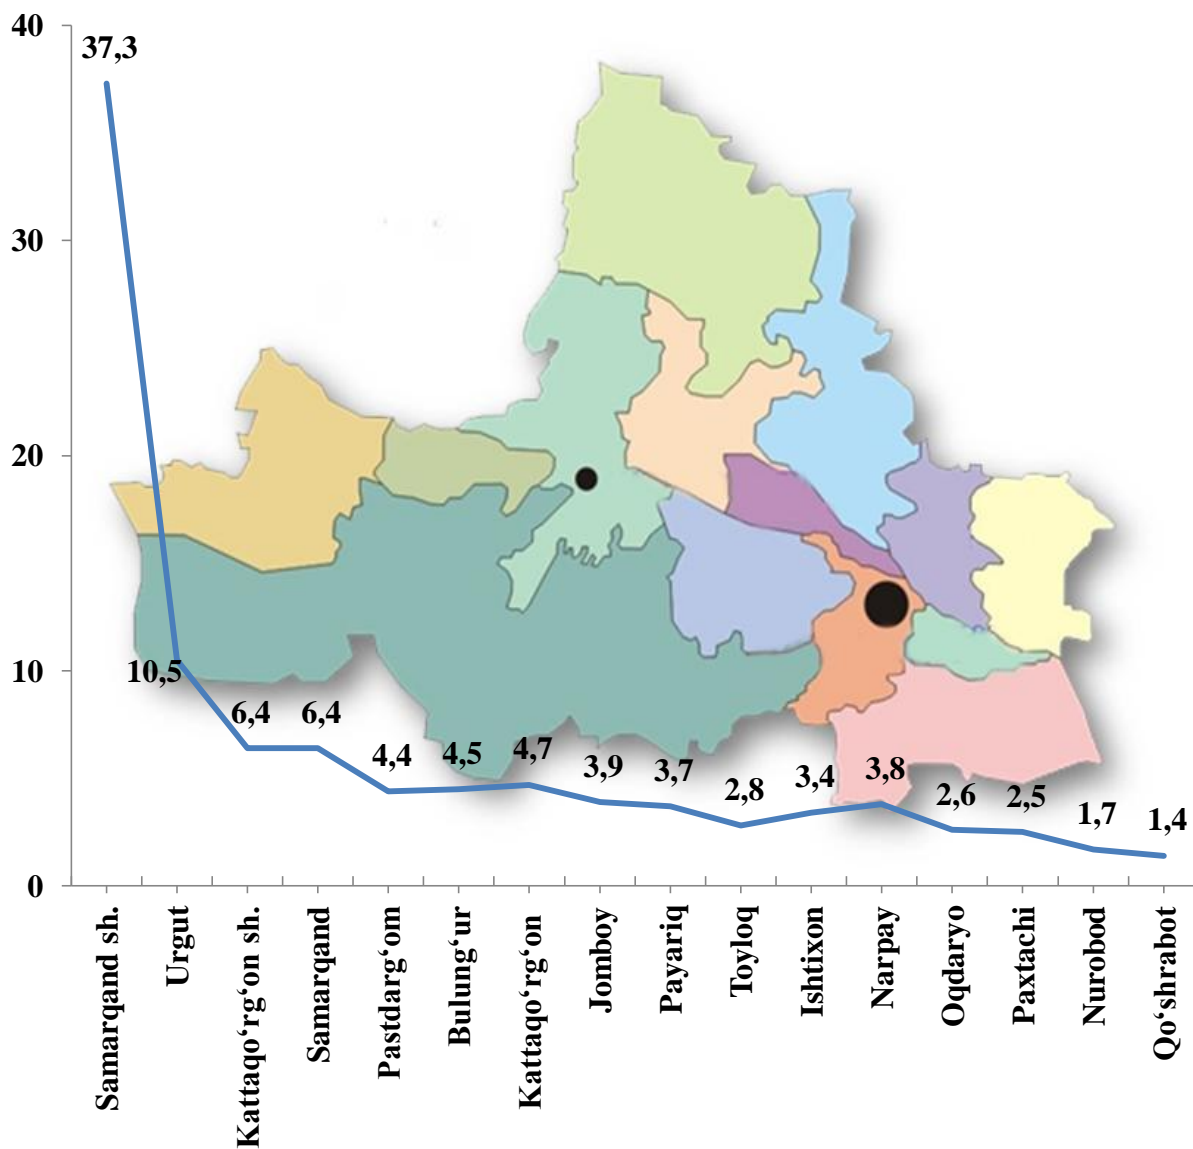 40
30
20
10
0
37,3
10,5
6,4
6,4
4,4
4,5
4,7
3,9
3,7
2,8
3,4
3,8
2,6
2,5
1,7
1,4
Samarqand sh.
Urgut
Kattaqo‘rg‘on sh.
Samarqand
Pastdarg‘om
Bulung‘ur
Kattaqo‘rg‘on
Jomboy
Payariq
Toyloq
Ishtixon
Narpay
Oqdaryo
Paxtachi
Nurobod
Qo‘shrabot